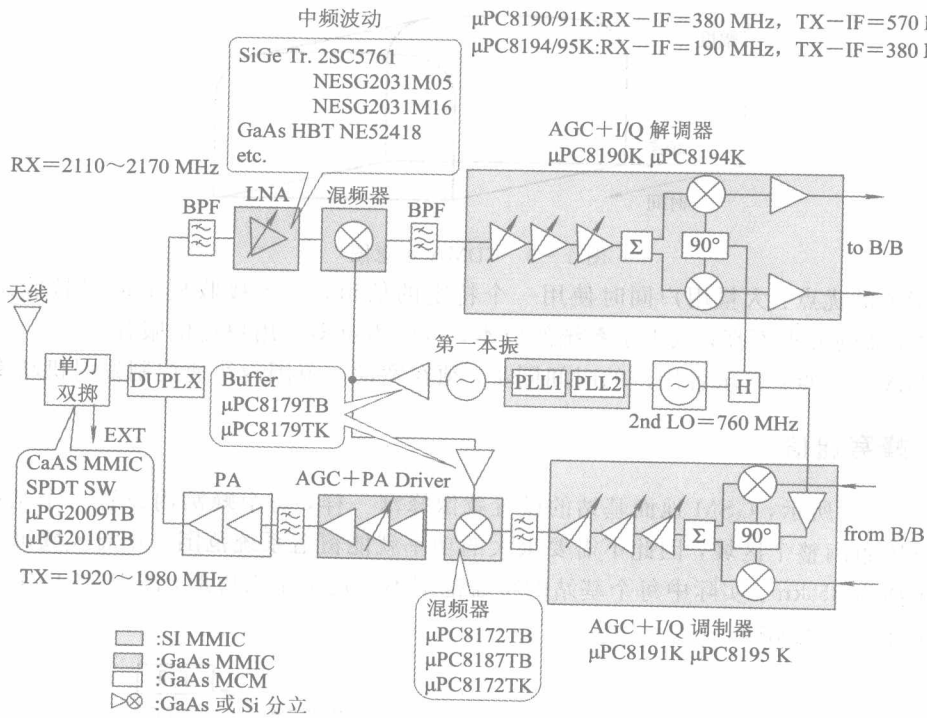 中频波动
μPC8190/91K:RX-IF=380 MHz, TX-IF=570
μPC8194/95K:RX-IF=190 MHz, TX-IF=380
SiGe Tr. 2SC5761
NESG2031M05
NESG2031M16
GaAs HBT NE52418
etc.
AGC+I/Q 解调器
μPC8190K μPC8194K
RX=2110~2170 MHz
BPF
LNA
混频器
BPF
Σ
90°
to B/B
天线
单刀
双掷
DUPLX
EXT
Buffer
μPC8179TB
μPC8179TK
第一本振
~
PLL1
PLL2
~
2nd LO=760 MHz
H
CaAS MMIC
SPDT SW
μPG2009TB
μPG2010TB
PA
AGC+PA Driver
Σ
90°
from B/B
TX=1920~1980 MHz
混频器
μPC8172TB
μPC8187TB
μPC8172TK
AGC+I/Q 调制器
μPC8191K μPC8195 K
:SI MMIC
:GaAs MMIC
:GaAs MCM
:GaAs 或 Si 分立